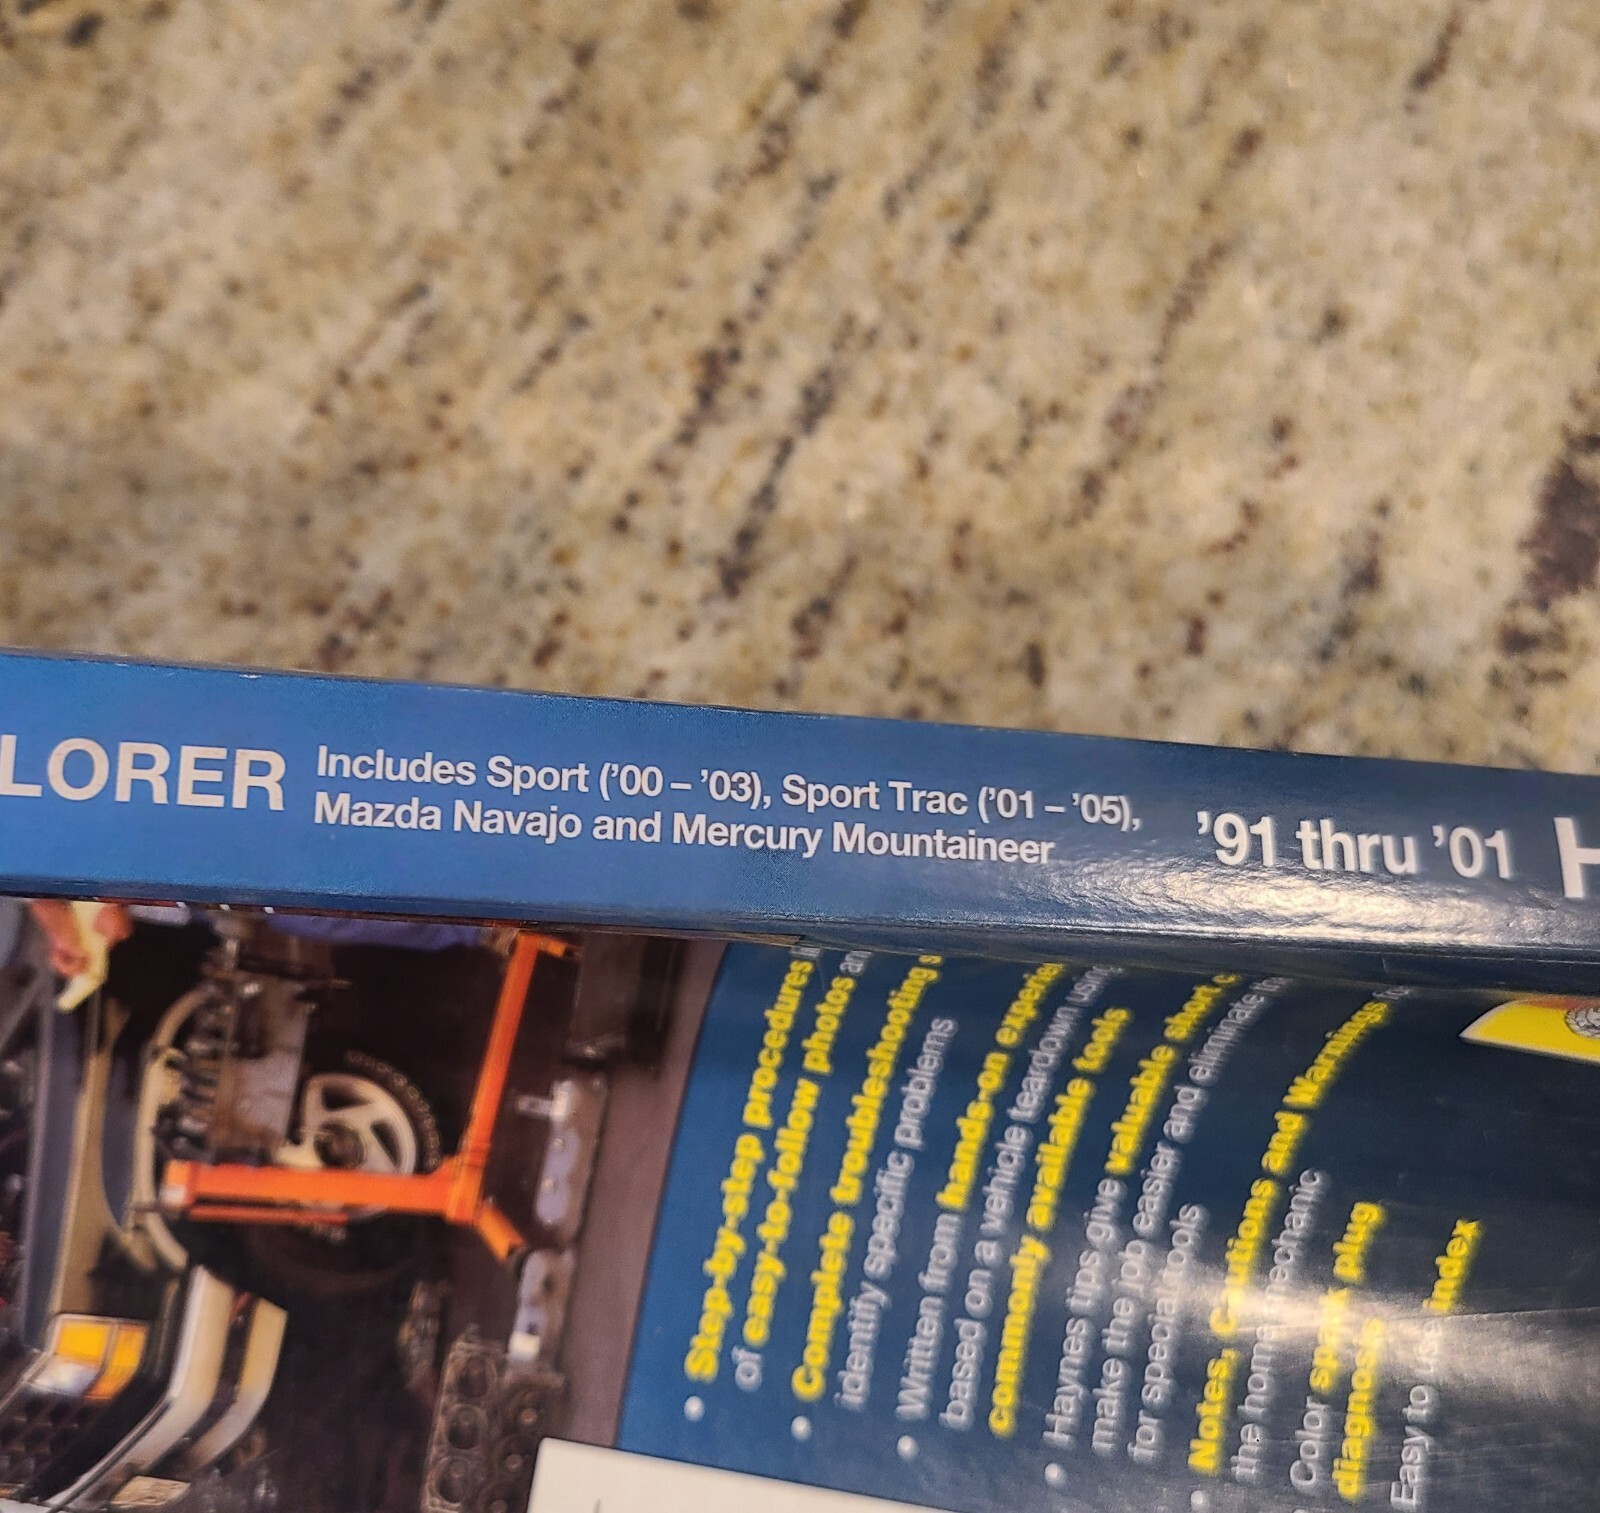 LORER
Includes Sport ('00 – '03), Sport Trac ('01 – '05),
Mazda Navajo and Mercury Mountaineer
'91 thru '01
H
• Step-by-step procedures
of easy-to-follow photos
• Complete troubleshooting
identify specific problems
• Written from hands-on
based on a vehicle teardown using
commonly available tools
• Haynes tips give valuable short
make the job easier and eliminate
for special tools
• Notes, Cautions and Warnings
the home mechanic
Color spark plug
diagnosis
Easy to use index